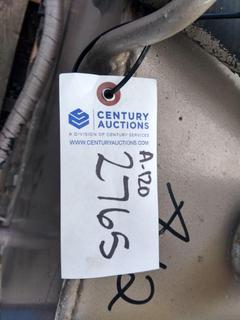 CENTURY
AUCTIONS
A DIVISION OF CENTURY SERVICES
WWW.CENTURYAUCTIONS.COM
A-120
2765